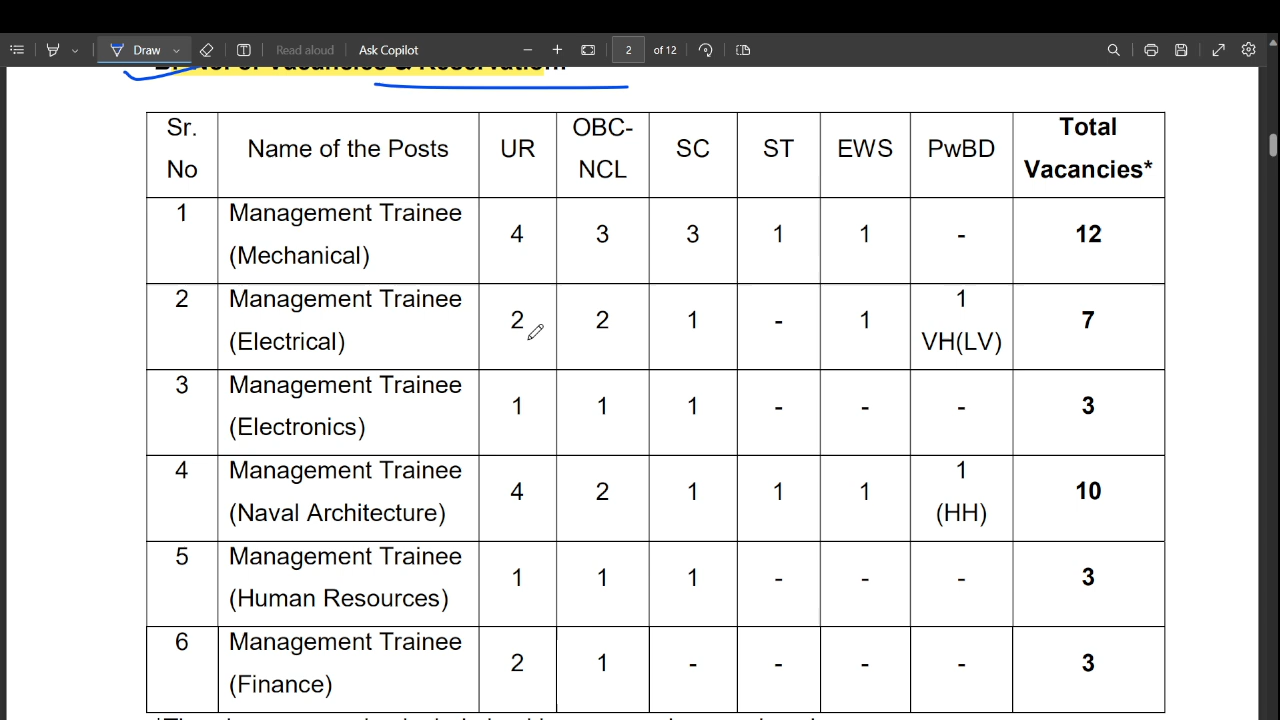 Draw
Read aloud
Ask Copilot
2
of 12
& Reservation:
Sr. No
Name of the Posts
UR
OBC-NCL
SC
ST
EWS
PwBD
Total Vacancies*
1
Management Trainee
(Mechanical)
4
3
3
1
1
-
12
2
Management Trainee
(Electrical)
2
2
1
-
1
1
VH(LV)
7
3
Management Trainee
(Electronics)
1
1
1
-
-
-
3
4
Management Trainee
(Naval Architecture)
4
2
1
1
1
1
(HH)
10
5
Management Trainee
(Human Resources)
1
1
1
-
-
-
3
6
Management Trainee
(Finance)
2
1
-
-
-
-
3